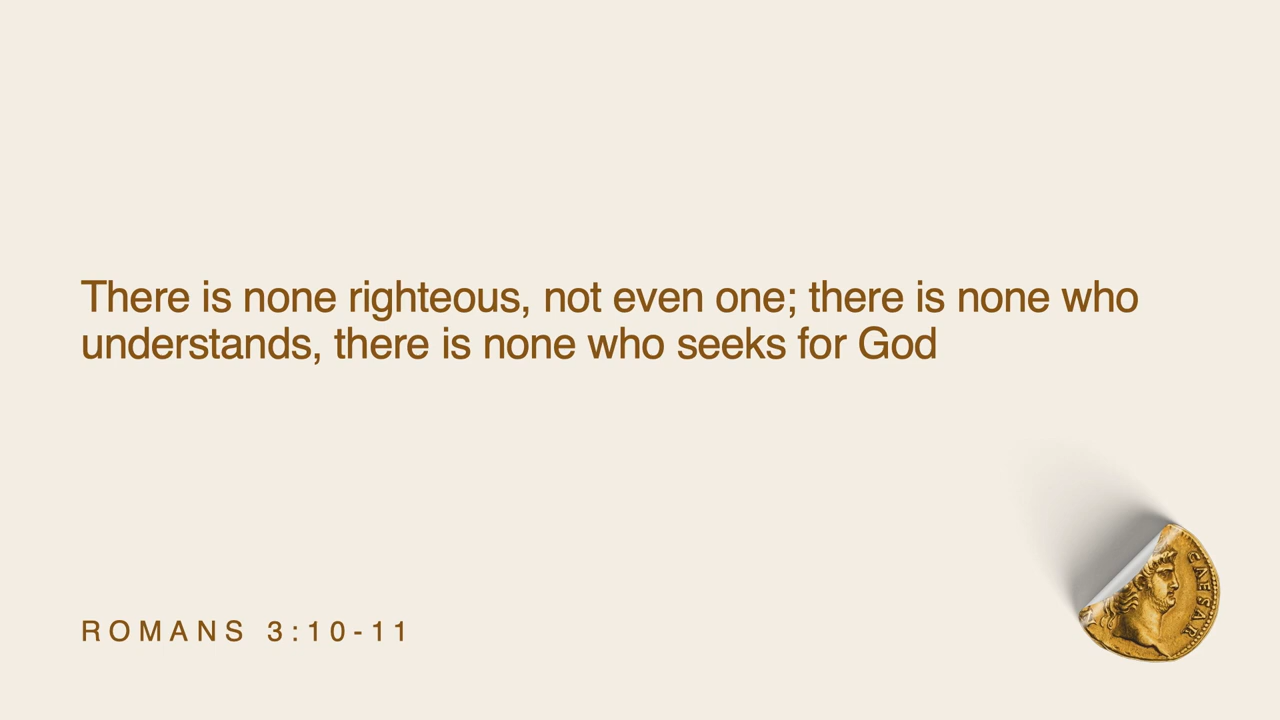 There is none righteous, not even one; there is none who
understands, there is none who seeks for God
ROMANS 3:10-11
CAESAR